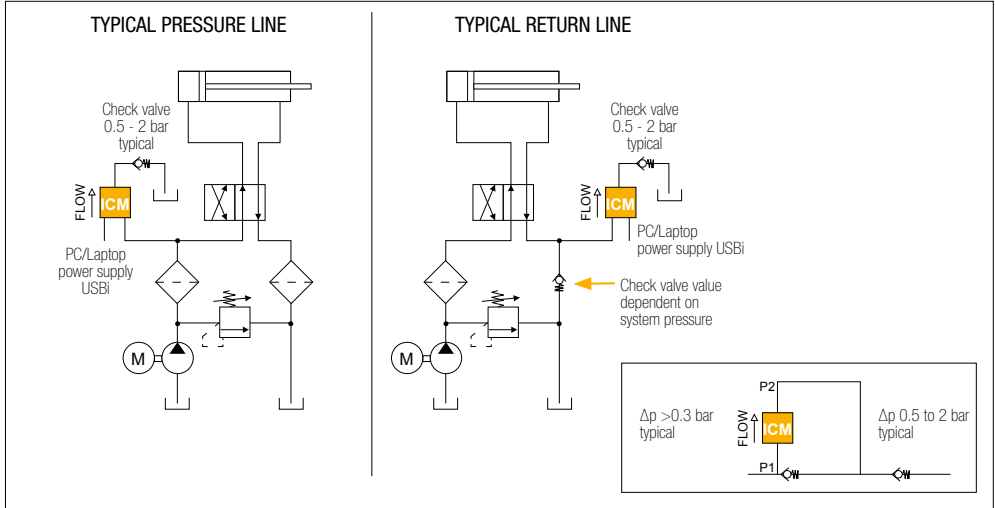 TYPICAL PRESSURE LINE
Check valve
0.5 - 2 bar
typical
FLOW
ICM
PC/Laptop
power supply
USBi
M
TYPICAL RETURN LINE
Check valve
0.5 - 2 bar
typical
FLOW
ICM
PC/Laptop
power supply USBi
Check valve value
dependent on
system pressure
M
P2
Δp >0.3 bar
typical
FLOW
ICM
Δp 0.5 to 2 bar
typical
P1